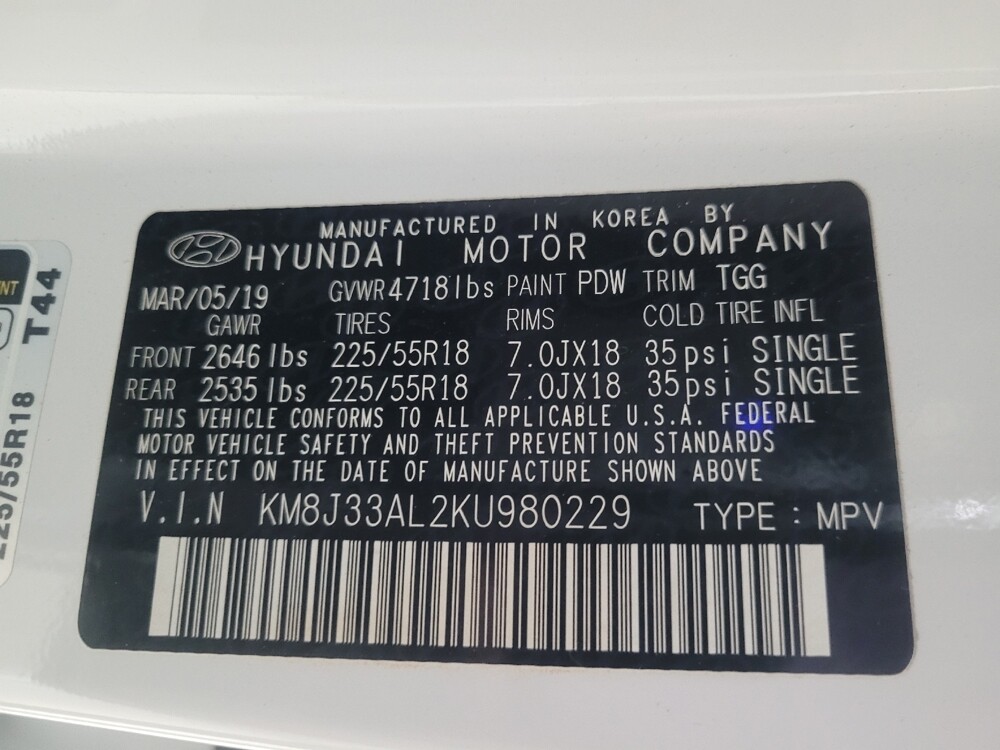 MANUFACTURED IN KOREA BY
HYUNDAI MOTOR COMPANY
MAR/05/19 GVWR 4718lbs PAINT PDW TRIM TGG
GAWR TIRES RIMS COLD TIRE INFL
FRONT 2646 lbs 225/55R18 7.0JX18 35psi SINGLE
REAR 2535 lbs 225/55R18 7.0JX18 35psi SINGLE
THIS VEHICLE CONFORMS TO ALL APPLICABLE U.S.A. FEDERAL
MOTOR VEHICLE SAFETY AND THEFT PREVENTION STANDARDS
IN EFFECT ON THE DATE OF MANUFACTURE SHOWN ABOVE
V.I.N KM8J33AL2KU980229 TYPE : MPV
225/55R18 T44